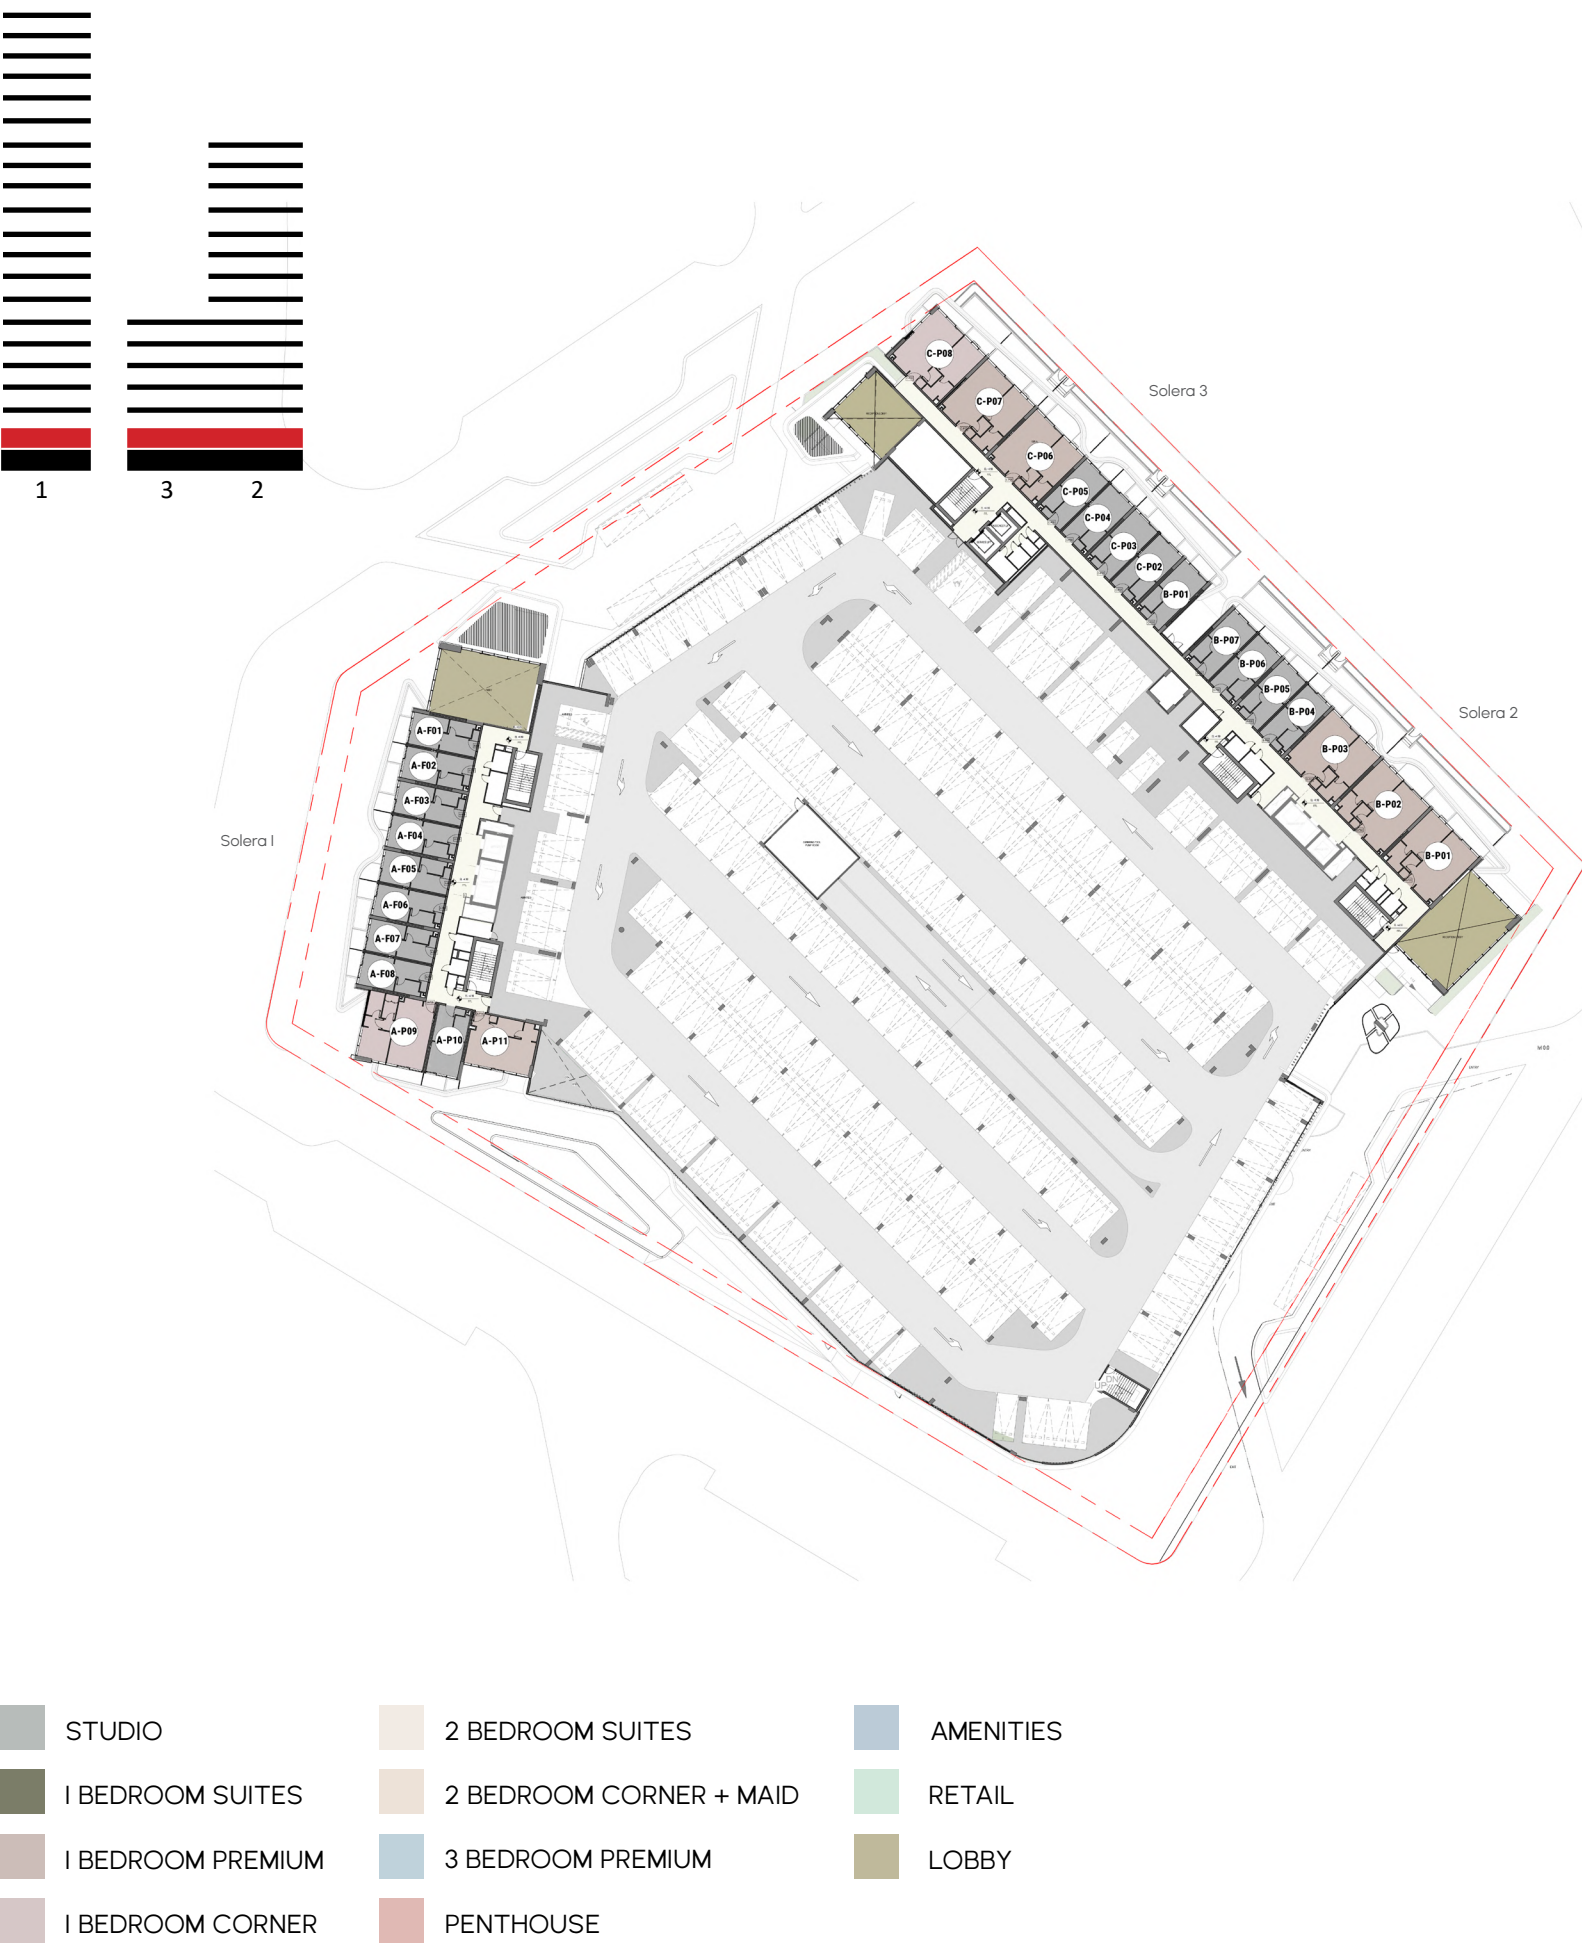 1
3
2
Solera 3
C-P08
C-P07
C-P06
C-P05
C-P04
C-P03
C-P02
B-P01
B-P07
B-P06
B-P05
B-P04
B-P03
B-P02
B-P01
Solera 2
Solera I
A-F01
A-F02
A-F03
A-F04
A-F05
A-F06
A-F07
A-F08
A-P09
A-P10
A-P11
UP
DN
STUDIO
I BEDROOM SUITES
I BEDROOM PREMIUM
I BEDROOM CORNER
2 BEDROOM SUITES
2 BEDROOM CORNER + MAID
3 BEDROOM PREMIUM
PENTHOUSE
AMENITIES
RETAIL
LOBBY